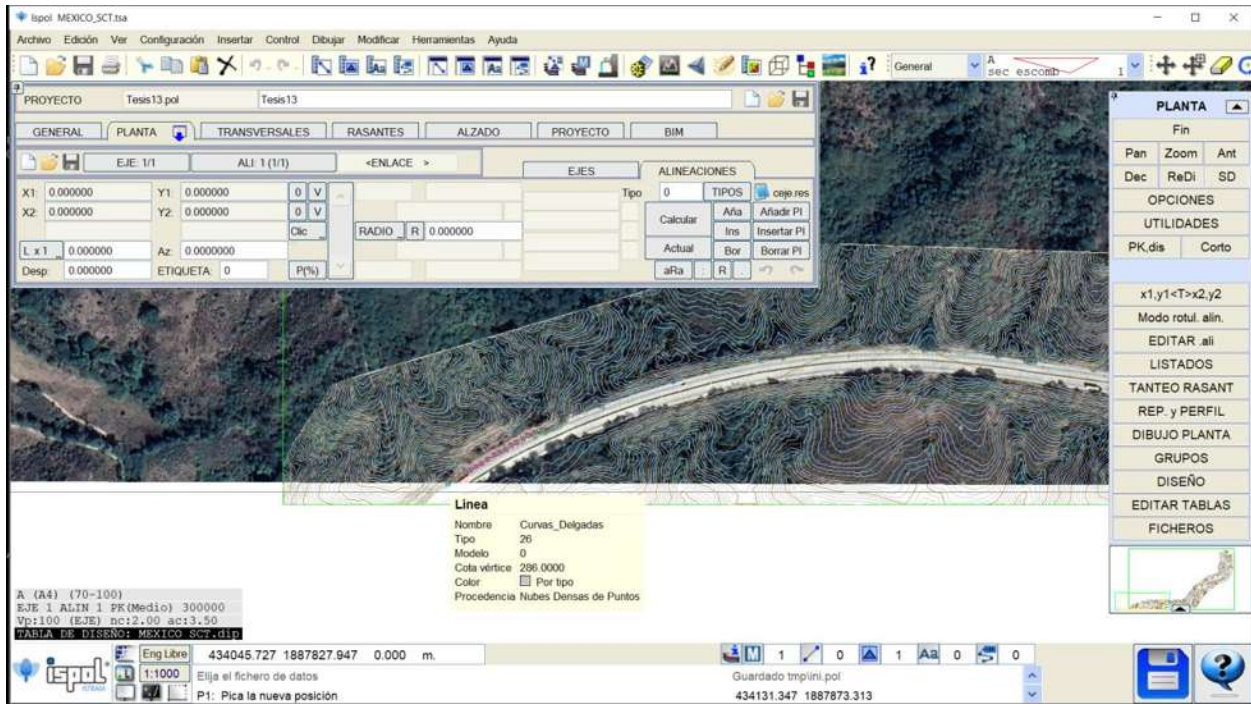 Ispol MEXICO_SCT.tsa
Archivo Edición Ver Configuración Insertar Control Dibujar Modificar Herramientas Ayuda
General
A
sec escomb
1
PROYECTO Tesis13.pol Tesis13
GENERAL PLANTA TRANSVERSALES RASANTES ALZADO PROYECTO BIM
EJE: 1/1 ALI: 1 (1/1) <ENLACE > EJES ALINEACIONES
X1: 0.000000 Y1: 0.000000 0 V Tipo 0 TIPOS ceje.res
X2: 0.000000 Y2: 0.000000 0 V Calcular Aña Añadir PI
Clic RADIO R 0.000000 Ins Insertar PI
L x 1 0.000000 Az: 0.0000000 Actual Bor Borrar PI
Desp: 0.000000 ETIQUETA: 0 P(%) aRa : R .
PLANTA
Fin
Pan Zoom Ant
Dec ReDi SD
OPCIONES
UTILIDADES
PK,dis Corto
x1,y1<T>x2,y2
Modo rotul. alin.
EDITAR .ali
LISTADOS
TANTEO RASANT
REP. y PERFIL
DIBUJO PLANTA
GRUPOS
DISEÑO
EDITAR TABLAS
FICHEROS
Linea
Nombre Curvas_Delgadas
Tipo 26
Modelo 0
Cota vértice 286.0000
Color Por tipo
Procedencia Nubes Densas de Puntos
A (A4) (70-100)
EJE 1 ALIN 1 PK(Medio) 300000
Vp:100 (EJE) nc:2.00 ac:3.50
TABLA DE DISEÑO: MEXICO SCT.dip
ispol
Eng Libre 434045.727 1887827.947 0.000 m. M 1 0 1 Aa 0 0
1:1000 Elija el fichero de datos Guardado tmp\ini.pol
P1: Pica la nueva posición 434131.347 1887873.313